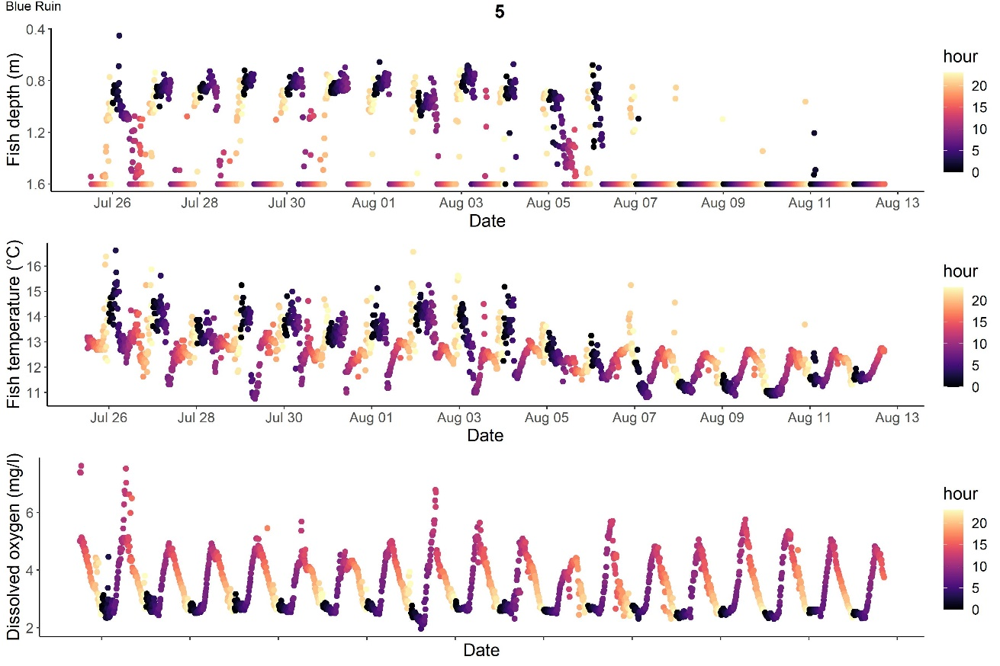 Blue Ruin
5
Fish depth (m)
0.4
0.8
1.2
1.6
Jul 26 Jul 28 Jul 30 Aug 01 Aug 03 Aug 05 Aug 07 Aug 09 Aug 11 Aug 13
Date
hour
20
15
10
5
0
Fish temperature (°C)
16
15
14
13
12
11
Jul 26 Jul 28 Jul 30 Aug 01 Aug 03 Aug 05 Aug 07 Aug 09 Aug 11 Aug 13
Date
hour
20
15
10
5
0
Dissolved oxygen (mg/l)
6
4
2
Date
hour
20
15
10
5
0